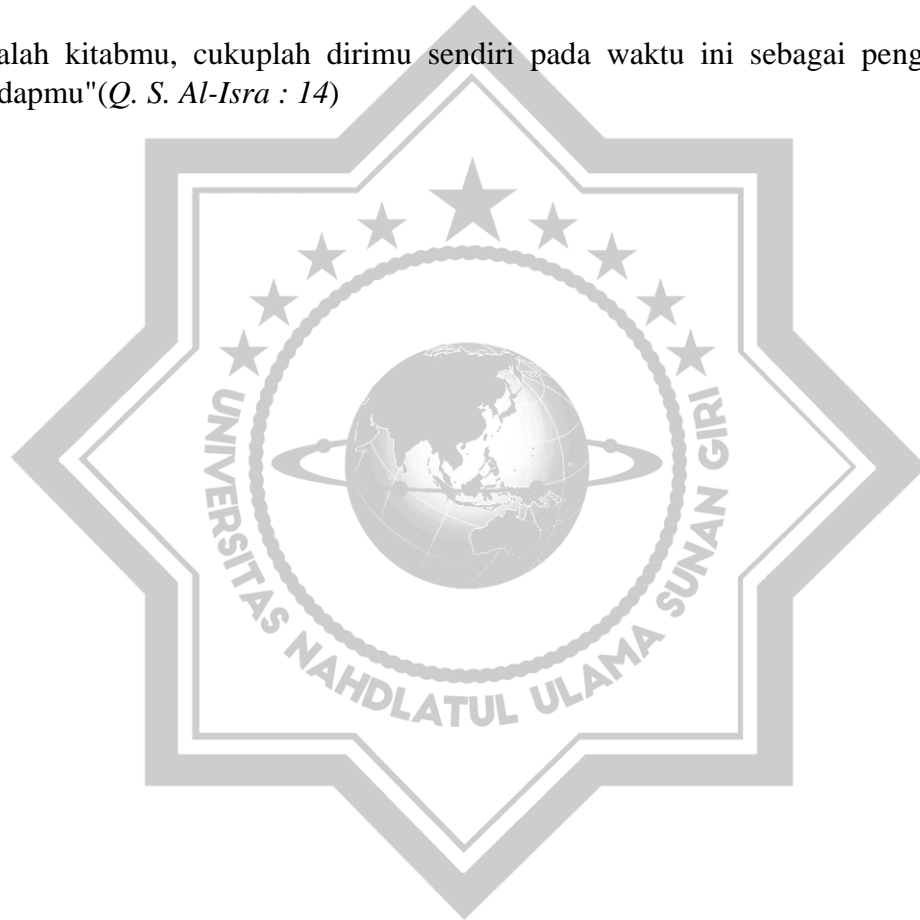 alah kitabmu, cukuplah dirimu sendiri pada waktu ini sebagai peng
dapmu"(Q. S. Al-Isra : 14)
UNIVERSITAS NAHDLATUL ULAMA SUNAN GIRI